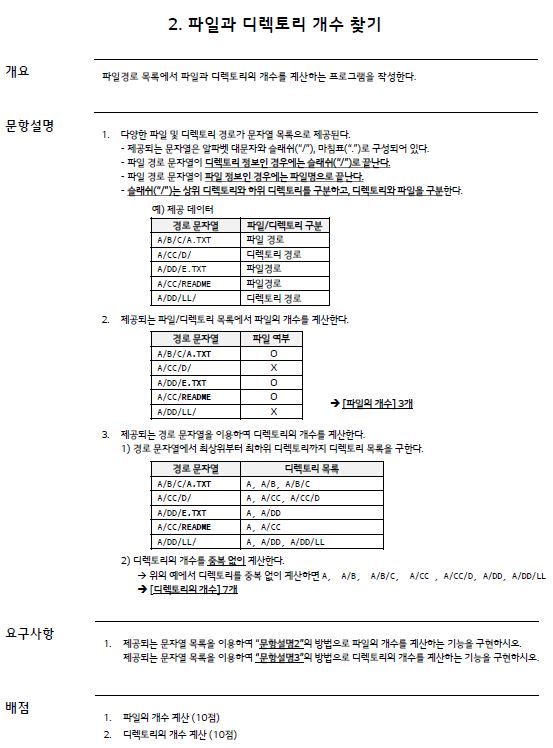 2. 파일과 디렉토리 개수 찾기
개요
파일경로 목록에서 파일과 디렉토리의 개수를 계산하는 프로그램을 작성한다.
문항설명
1. 다양한 파일 및 디렉토리 경로가 문자열 목록으로 제공된다.
- 제공되는 문자열은 알파벳 대문자와 슬래쉬("/"), 마침표(".")로 구성되어 있다.
- 파일 경로 문자열이 디렉토리 정보인 경우에는 슬래쉬("/")로 끝난다.
- 파일 경로 문자열이 파일 정보인 경우에는 파일명으로 끝난다.
- 슬래쉬("/")는 상위 디렉토리와 하위 디렉토리를 구분하고, 디렉토리와 파일을 구분한다.
예) 제공 데이터
경로 문자열 파일/디렉토리 구분
A/B/C/A.TXT 파일 경로
A/CC/D/ 디렉토리 경로
A/DD/E.TXT 파일경로
A/CC/README 파일경로
A/DD/LL/ 디렉토리 경로
2. 제공되는 파일/디렉토리 목록에서 파일의 개수를 계산한다.
경로 문자열 파일 여부
A/B/C/A.TXT O
A/CC/D/ X
A/DD/E.TXT O
A/CC/README O
A/DD/LL/ X
→ [파일의 개수] 3개
3. 제공되는 경로 문자열을 이용하여 디렉토리의 개수를 계산한다.
1) 경로 문자열에서 최상위부터 최하위 디렉토리까지 디렉토리 목록을 구한다.
경로 문자열 디렉토리 목록
A/B/C/A.TXT A, A/B, A/B/C
A/CC/D/ A, A/CC, A/CC/D
A/DD/E.TXT A, A/DD
A/CC/README A, A/CC
A/DD/LL/ A, A/DD, A/DD/LL
2) 디렉토리의 개수를 중복 없이 계산한다.
→ 위의 예에서 디렉토리를 중복 없이 계산하면 A, A/B, A/B/C, A/CC , A/CC/D, A/DD, A/DD/LL
→ [디렉토리의 개수] 7개
요구사항
1. 제공되는 문자열 목록을 이용하여 "문항설명2"의 방법으로 파일의 개수를 계산하는 기능을 구현하시오.
제공되는 문자열 목록을 이용하여 "문항설명3"의 방법으로 디렉토리의 개수를 계산하는 기능을 구현하시오.
배점
1. 파일의 개수 계산 (10점)
2. 디렉토리의 개수 계산 (10점)